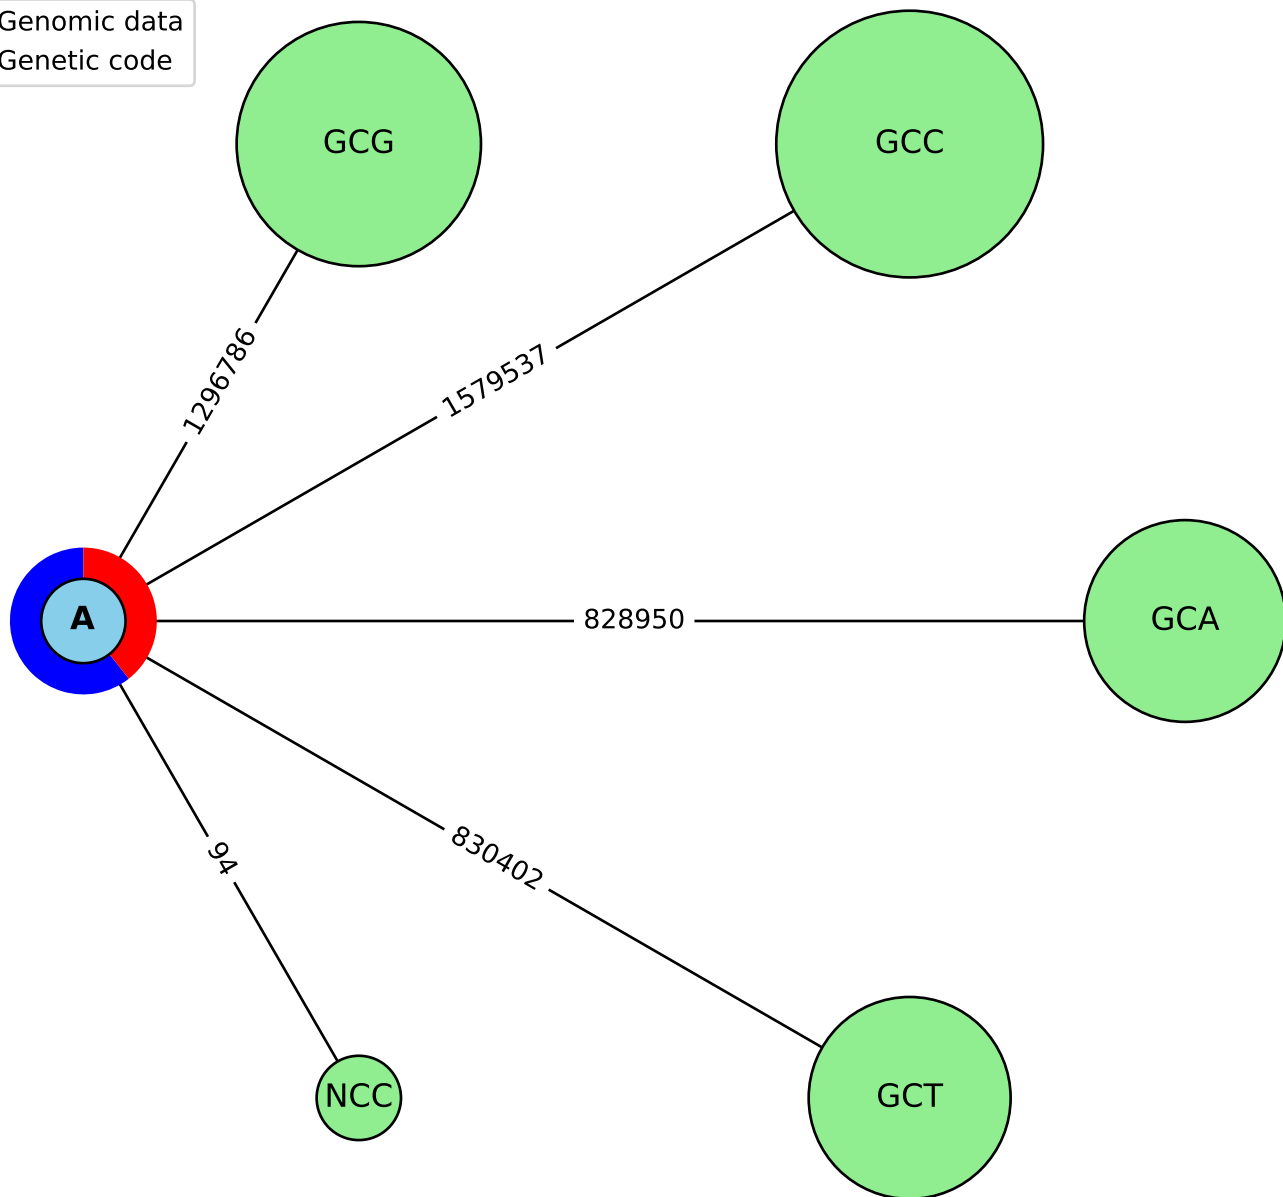 Genomic data
Genetic code
GCG
GCC
1296786
1579537
A
828950
GCA
94
830402
NCC
GCT